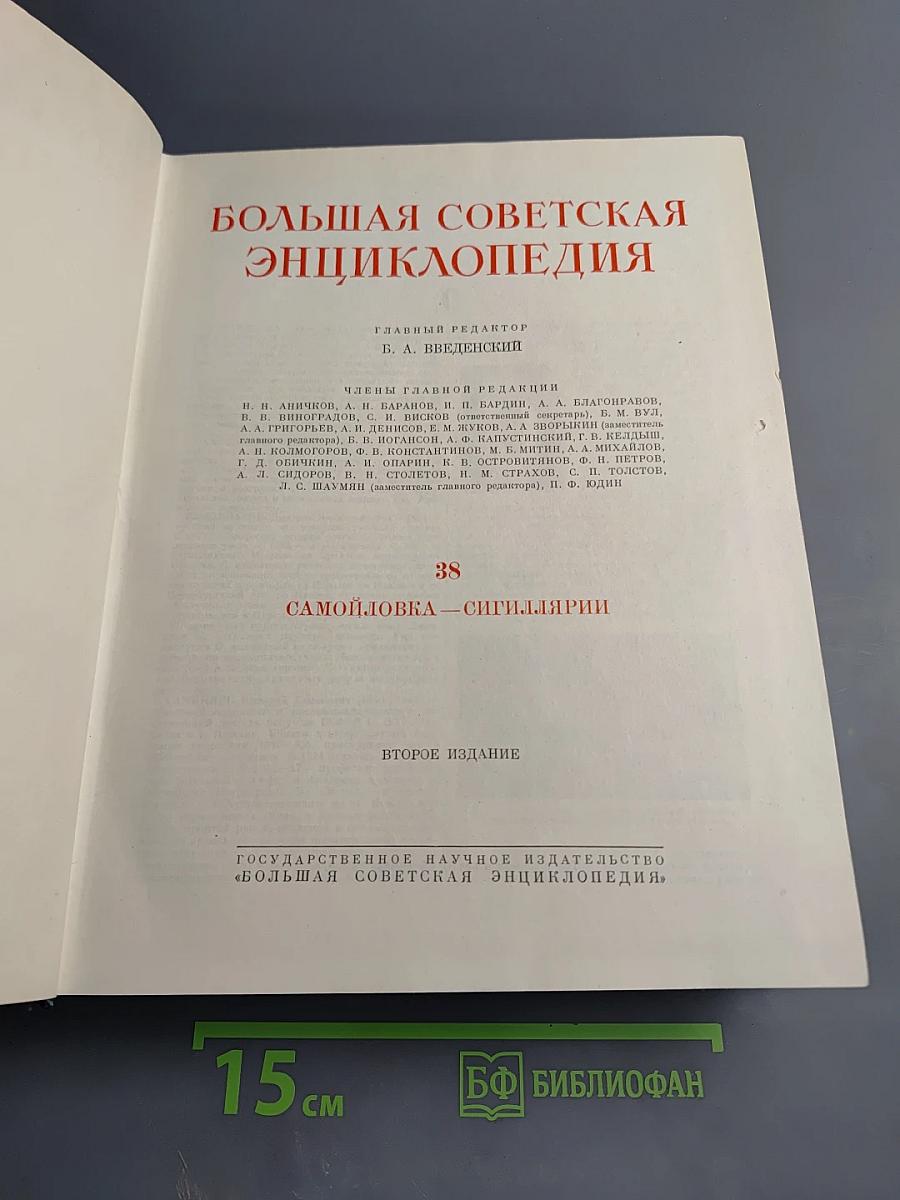 БОЛЬШАЯ СОВЕТСКАЯ
ЭНЦИКЛОПЕДИЯ
ГЛАВНЫЙ РЕДАКТОР
Б. А. ВВЕДЕНСКИЙ
ЧЛЕНЫ ГЛАВНОЙ РЕДАКЦИИ
Н. Н. АНИЧКОВ, А. Н. БАРАНОВ, И. П. БАРДИН, А. А. БЛАГОНРАВОВ,
В. В. ВИНОГРАДОВ, С. И. ВИСКОВ (ответственный секретарь), Б. М. ВУЛ,
А. А. ГРИГОРЬЕВ, А. И. ДЕНИСОВ, Е. М. ЖУКОВ, А. А ЗВОРЫКИН (заместитель
главного редактора), Б. В. ИОГАНСОН, А. Ф. КАПУСТИНСКИЙ, Г. В. КЕЛДЫШ,
А. Н. КОЛМОГОРОВ, Ф. В. КОНСТАНТИНОВ, М. Б. МИТИН, А. А. МИХАЙЛОВ,
Г. Д. ОБИЧКИН, А. И. ОПАРИН, К. В. ОСТРОВИТЯНОВ, Ф. Н. ПЕТРОВ,
А. Л. СИДОРОВ, В. Н. СТОЛЕТОВ, Н. М. СТРАХОВ, С. П. ТОЛСТОВ,
Л. С. ШАУМЯН (заместитель главного редактора), П. Ф. ЮДИН
38
САМОЙЛОВКА — СИГИЛЛЯРИИ
ВТОРОЕ ИЗДАНИЕ
ГОСУДАРСТВЕННОЕ НАУЧНОЕ ИЗДАТЕЛЬСТВО
«БОЛЬШАЯ СОВЕТСКАЯ ЭНЦИКЛОПЕДИЯ»
15 см
БФ БИБЛИОФАН